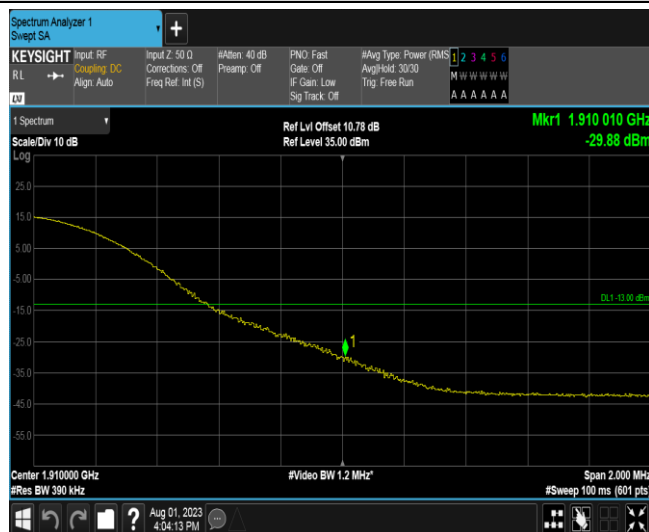 Spectrum Analyzer 1
Swept SA
+
KEYSIGHT
RL
LXI
Input: RF
Coupling: DC
Align: Auto
Input Z: 50 Ω
Corrections: Off
Freq Ref: Int (S)
#Atten: 40 dB
Preamp: Off
PNO: Fast
Gate: Off
IF Gain: Low
Sig Track: Off
#Avg Type: Power (RMS
Avg|Hold: 30/30
Trig: Free Run
1 2 3 4 5 6
M W W W W W
A A A A A A
1 Spectrum
Scale/Div 10 dB
Ref Lvl Offset 10.78 dB
Ref Level 35.00 dBm
Mkr1 1.910 010 GHz
-29.88 dBm
Log
25.0
15.0
5.00
-5.00
DL1 -13.00 dBm
-15.0
-25.0
1
-35.0
-45.0
-55.0
Center 1.910000 GHz
#Res BW 390 kHz
#Video BW 1.2 MHz*
Span 2.000 MHz
#Sweep 100 ms (601 pts)
?
Aug 01, 2023
4:04:13 PM